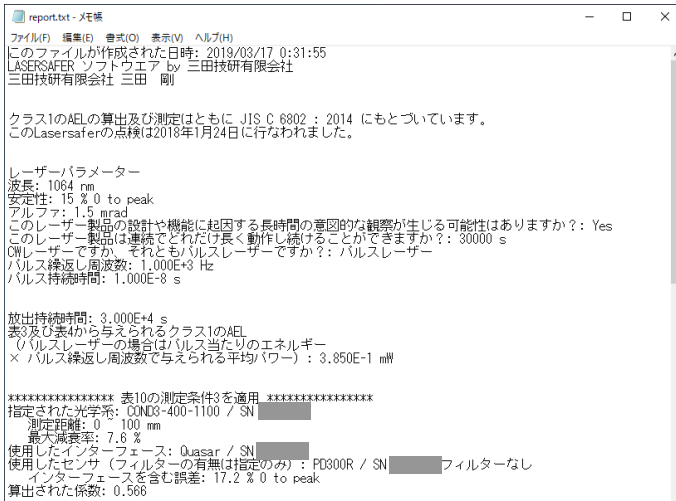 report.txt - メモ帳
ファイル(F) 編集(E) 書式(O) 表示(V) ヘルプ(H)
このファイルが作成された日時: 2019/03/17 0:31:55
LASERSAFER ソフトウエア by 三田技研有限会社
三田技研有限会社 三田 剛
クラス1のAELの算出及び測定はともに JIS C 6802 : 2014 にもとづいています。
このLasersaferの点検は2018年1月24日に行なわれました。
レーザーパラメーター
波長: 1064 nm
安定性: 15 % 0 to peak
アルファ: 1.5 mrad
このレーザー製品の設計や機能に起因する長時間の意図的な観察が生じる可能性はありますか?: Yes
このレーザー製品は連続でどれだけ長く動作し続けることができますか?: 30000 s
CWレーザーですか、それともパルスレーザーですか?: パルスレーザー
パルス繰返し周波数: 1.000E+3 Hz
パルス持続時間: 1.000E-8 s
放出持続時間: 3.000E+4 s
表3及び表4から与えられるクラス1のAEL
(パルスレーザーの場合はパルス当たりのエネルギー
× パルス繰返し周波数で与えられる平均パワー) : 3.850E-1 mW
**************** 表10の測定条件3を適用 ****************
指定された光学系: COND3-400-1100 / SN
測定距離: 0 ~ 100 mm
最大減衰率: 7.6 %
使用したインターフェース: Quasar / SN
使用したセンサ (フィルターの有無は指定のみ) : PD300R / SN フィルターなし
インターフェースを含む誤差: 17.2 % 0 to peak
算出された係数: 0.566